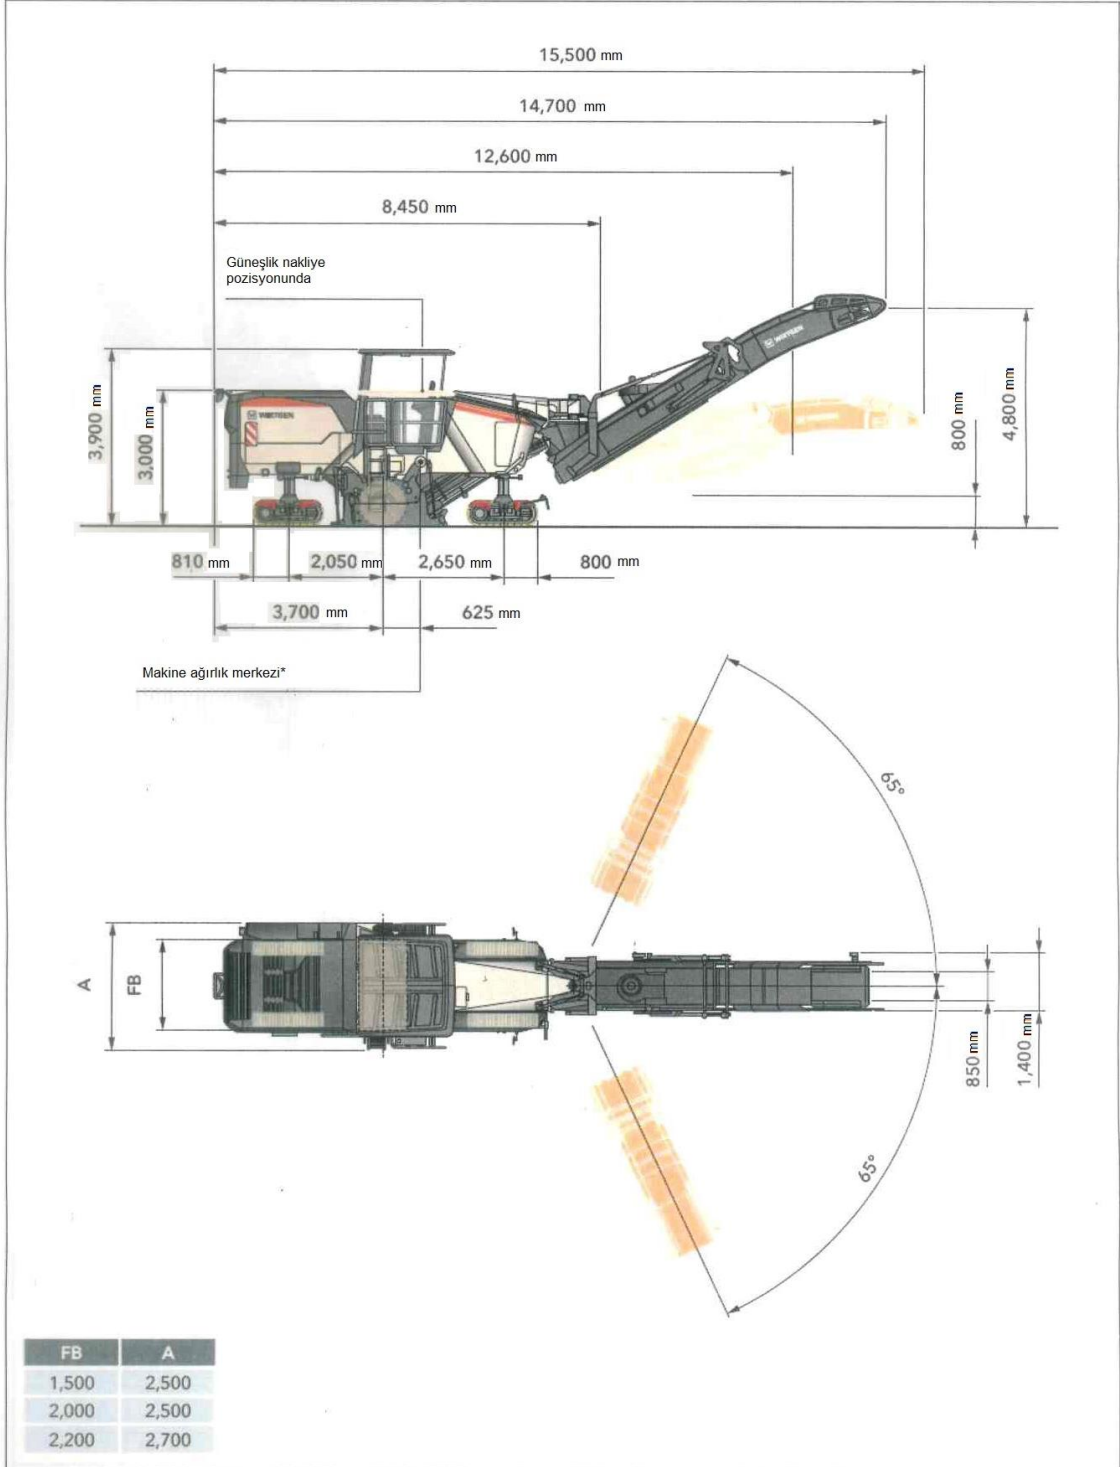 15,500 mm
14,700 mm
12,600 mm
8,450 mm
Güneşlik nakliye
pozisyonunda
WIRTGEN
WIRTGEN
3,900 mm
3,000 mm
800 mm
4,800 mm
810 mm
2,050 mm
2,650 mm
800 mm
3,700 mm
625 mm
Makine ağırlık merkezi*
65°
A
FB
850 mm
1,400 mm
65°
FB A
1,500 2,500
2,000 2,500
2,200 2,700